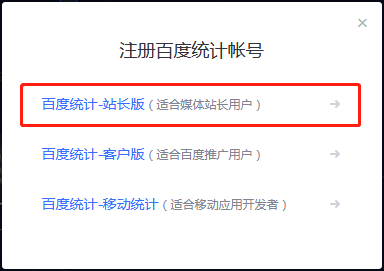 注册百度统计帐号
百度统计-站长版（适合媒体站长用户）
百度统计-客户版（适合百度推广用户）
百度统计-移动统计（适合移动应用开发者）